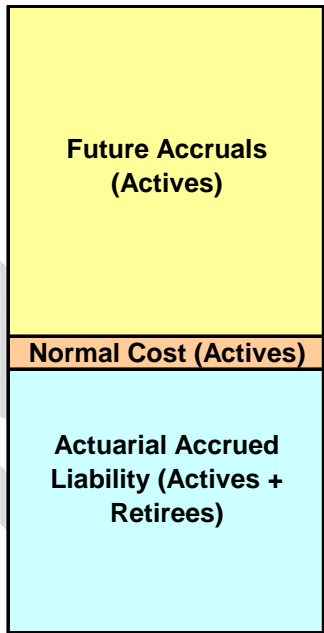 Future Accruals
(Actives)
Normal Cost (Actives)
Actuarial Accrued
Liability (Actives +
Retirees)